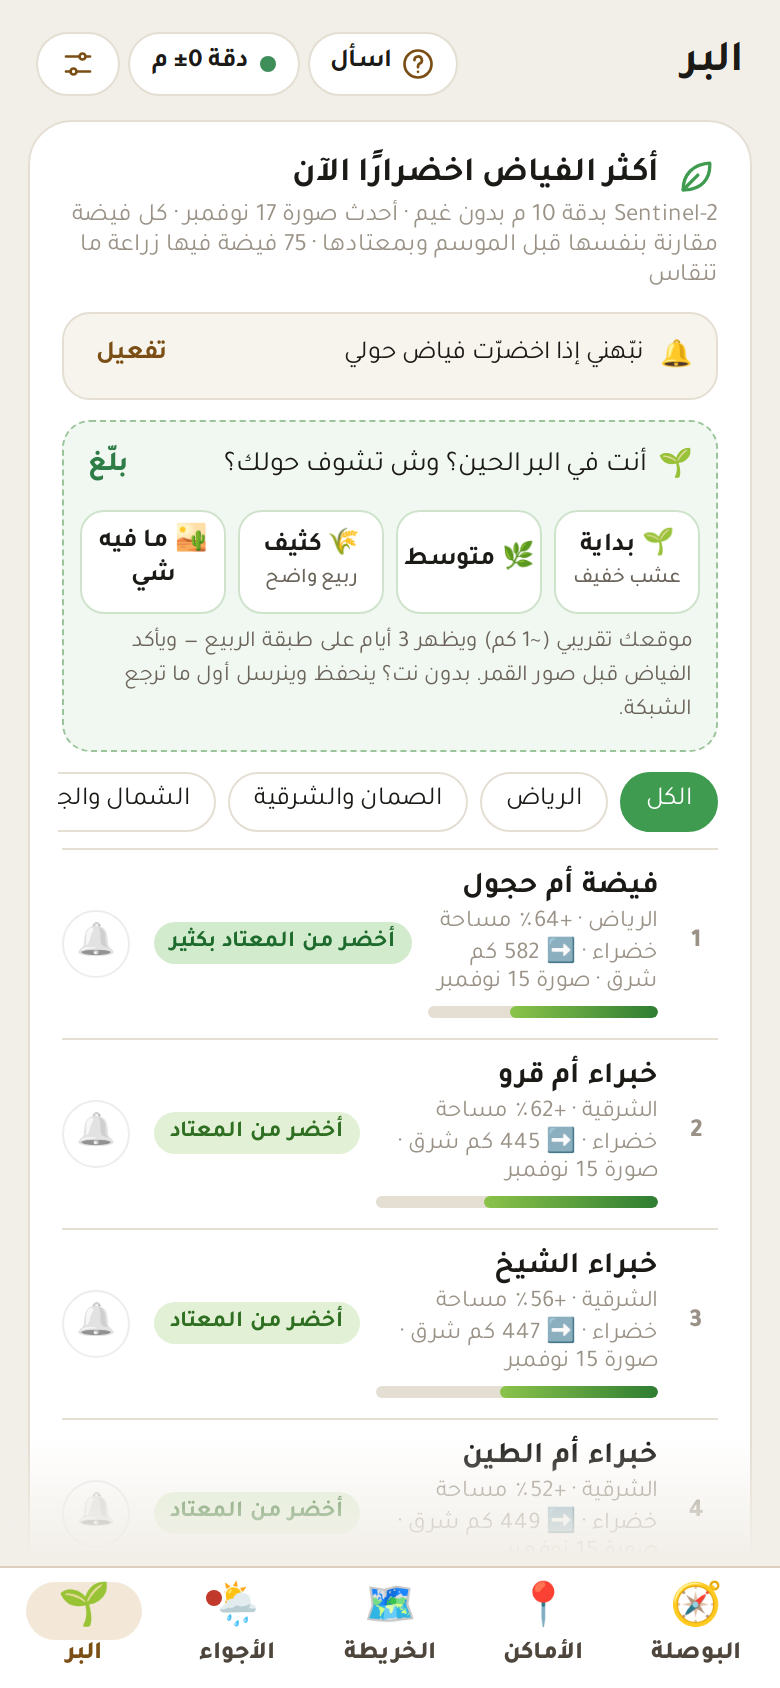 البر
اسأل
دقة ±0 م
أكثر الفياض اخضرارًا الآن
Sentinel-2 بدقة 10 م بدون غيم · أحدث صورة 17 نوفمبر · كل فيضة
مقارنة بنفسها قبل الموسم وبمعتادها · 75 فيضة فيها زراعة ما
تنقاس
نبّهني إذا اخضرّت فياض حولي
تفعيل
أنت في البر الحين؟ وش تشوف حولك؟
بلّغ
بداية
عشب خفيف
متوسط
كثيف
ربيع واضح
ما فيه
شي
موقعك تقريبي (~1 كم) ويظهر 3 أيام على طبقة الربيع — ويأكد
الفياض قبل صور القمر. بدون نت؟ ينحفظ وينرسل أول ما ترجع
الشبكة.
الكل
الرياض
الصمان والشرقية
الشمال والج
1
فيضة أم حجول
الرياض · +64٪ مساحة
خضراء · ➡️ 582 كم
شرق · صورة 15 نوفمبر
أخضر من المعتاد بكثير
2
خبراء أم قرو
الشرقية · +62٪ مساحة
خضراء · ➡️ 445 كم شرق ·
صورة 15 نوفمبر
أخضر من المعتاد
3
خبراء الشيخ
الشرقية · +56٪ مساحة
خضراء · ➡️ 447 كم شرق ·
صورة 15 نوفمبر
أخضر من المعتاد
4
خبراء أم الطين
الشرقية · +52٪ مساحة
خضراء · ➡️ 449 كم شرق ·
صورة 15 نوفمبر
أخضر من المعتاد
البوصلة
الأماكن
الخريطة
الأجواء
البر